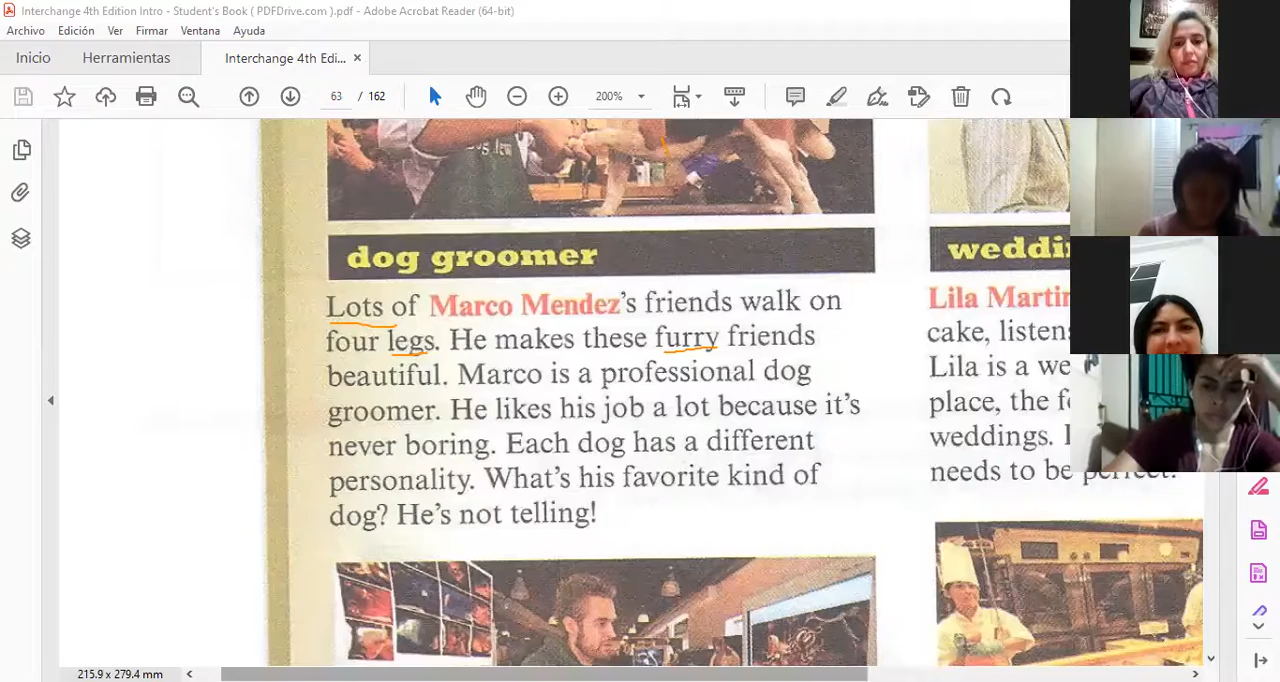 Interchange 4th Edition Intro - Student's Book ( PDFDrive.com ).pdf - Adobe Acrobat Reader (64-bit)
Archivo Edición Ver Firmar Ventana Ayuda
Inicio Herramientas Interchange 4th Edi... ×
63 / 162 200%
dog groomer
Lots of Marco Mendez's friends walk on
four legs. He makes these furry friends
beautiful. Marco is a professional dog
groomer. He likes his job a lot because it's
never boring. Each dog has a different
personality. What's his favorite kind of
dog? He's not telling!
Lila
cake, listens
Lila is a
place, the
weddings.
needs to be perfect.
215.9 x 279.4 mm